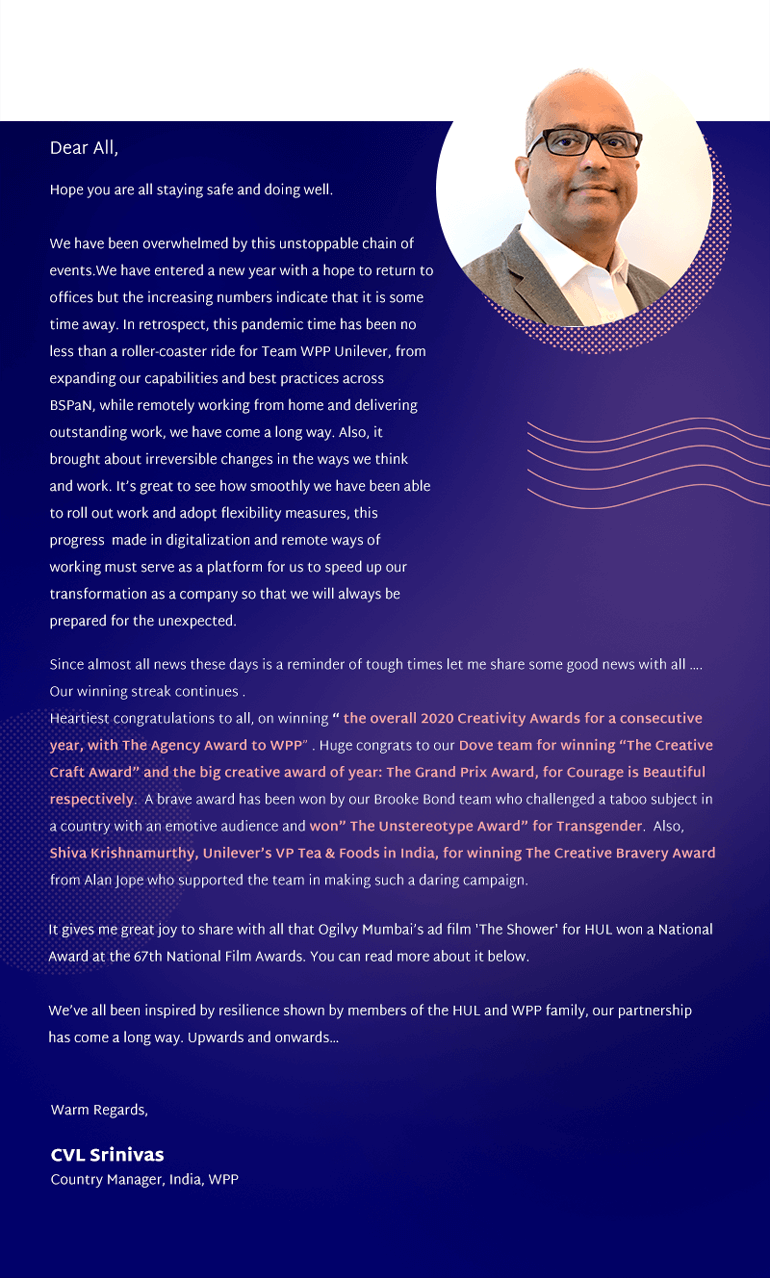 Dear All,
Hope you are all staying safe and doing well.
We have been overwhelmed by this unstoppable chain of
events.We have entered a new year with a hope to return to
offices but the increasing numbers indicate that it is some
time away. In retrospect, this pandemic time has been no
less than a roller-coaster ride for Team WPP Unilever, from
expanding our capabilities and best practices across
BSPaN, while remotely working from home and delivering
outstanding work, we have come a long way. Also, it
brought about irreversible changes in the ways we think
and work. It’s great to see how smoothly we have been able
to roll out work and adopt flexibility measures, this
progress  made in digitalization and remote ways of
working must serve as a platform for us to speed up our
transformation as a company so that we will always be
prepared for the unexpected.
Since almost all news these days is a reminder of tough times let me share some good news with all ....
Our winning streak continues .
Heartiest congratulations to all, on winning “ the overall 2020 Creativity Awards for a consecutive
year, with The Agency Award to WPP” . Huge congrats to our Dove team for winning “The Creative
Craft Award” and the big creative award of year: The Grand Prix Award, for Courage is Beautiful
respectively.  A brave award has been won by our Brooke Bond team who challenged a taboo subject in
a country with an emotive audience and won” The Unstereotype Award” for Transgender.  Also,
Shiva Krishnamurthy, Unilever’s VP Tea & Foods in India, for winning The Creative Bravery Award
from Alan Jope who supported the team in making such a daring campaign.
It gives me great joy to share with all that Ogilvy Mumbai’s ad film 'The Shower' for HUL won a National
Award at the 67th National Film Awards. You can read more about it below.
We’ve all been inspired by resilience shown by members of the HUL and WPP family, our partnership
has come a long way. Upwards and onwards...
Warm Regards,
CVL Srinivas
Country Manager, India, WPP